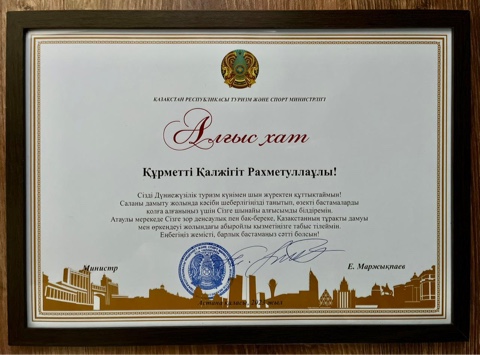 ҚАЗАҚСТАН РЕСПУБЛИКАСЫ ТУРИЗМ ЖӘНЕ СПОРТ МИНИСТРЛІГІ
Алғыс хат
Құрметті Қалжігіт Рахметуллаұлы!
Сізді Дүниежүзілік туризм күнімен шын жүректен құттықтаймын!
Саланы дамыту жолында кәсіби шеберлігіңізді танытып, өзекті бастамаларды
қолға алғаныңыз үшін Сізге шынайы алғысымды білдіремін.
Атаулы мерекеде Сізге зор денсаулық пен бақ-береке, Қазақстанның тұрақты дамуы
мен өркендеуі жолындағы абыройлы қызметіңізге табыс тілеймін.
Еңбегіңіз жемісті, барлық бастамаңыз сәтті болсын!
Министр
Е. Маржықпаев
Астана қаласы,